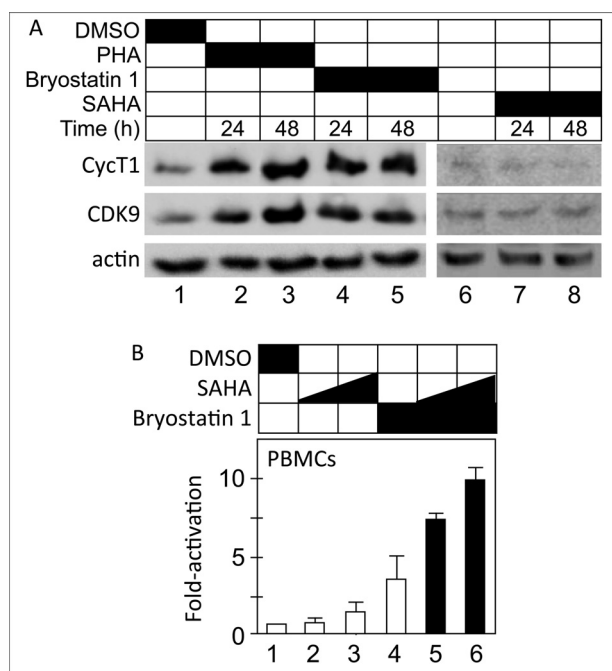 A
DMSO
PHA
Bryostatin 1
SAHA
Time (h) 24 48 24 48 24 48
CycT1
CDK9
actin
1 2 3 4 5 6 7 8
B
DMSO
SAHA
Bryostatin 1
PBMCs
Fold-activation
10
5
0
1 2 3 4 5 6